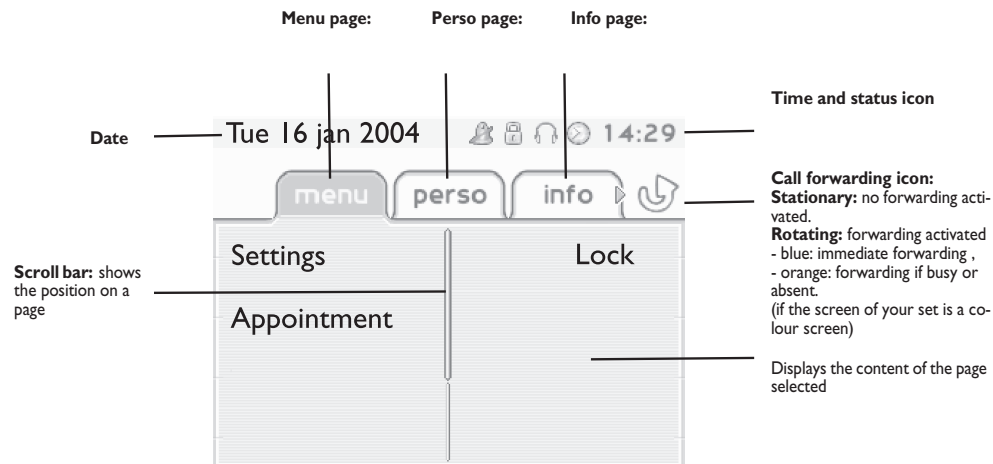 Menu page:
Perso page:
Info page:
Time and status icon
Date
Tue 16 jan 2004
14:29
menu
perso
info
Call forwarding icon:
Stationary: no forwarding acti-
vated.
Rotating: forwarding activated
- blue: immediate forwarding ,
- orange: forwarding if busy or
absent.
(if the screen of your set is a co-
lour screen)
Settings
Lock
Scroll bar: shows
the position on a
page
Appointment
Displays the content of the page
selected